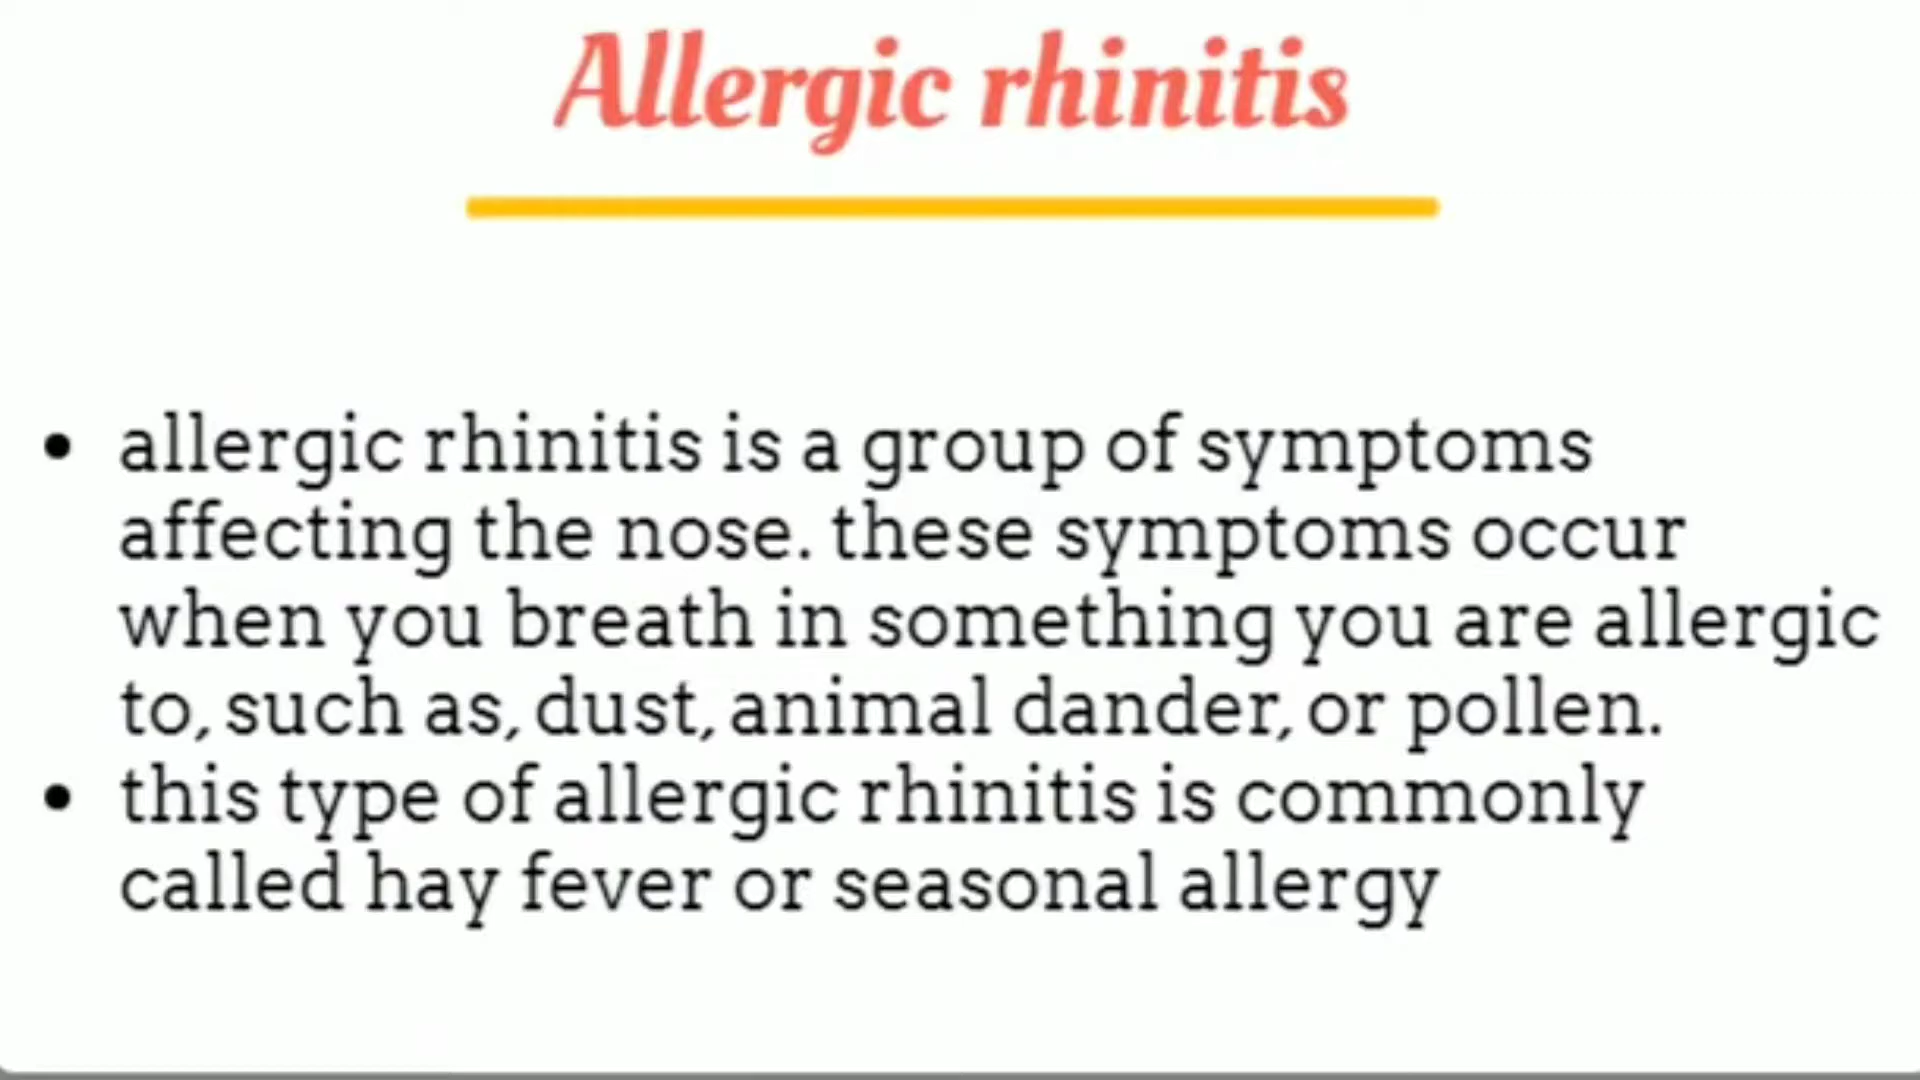 Allergic rhinitis
• allergic rhinitis is a group of symptoms
affecting the nose. these symptoms occur
when you breath in something you are allergic
to, such as, dust, animal dander, or pollen.
• this type of allergic rhinitis is commonly
called hay fever or seasonal allergy